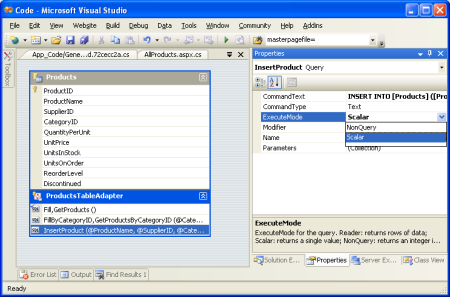 Code - Microsoft Visual Studio
File Edit View Website Build Debug Data Tools Window Community Help Addins
masterpagefile=
App_Code/Gene...d.72cecc2a.cs AllProducts.aspx.cs
Toolbox
Products
ProductID
ProductName
SupplierID
CategoryID
QuantityPerUnit
UnitPrice
UnitsInStock
UnitsOnOrder
ReorderLevel
Discontinued
ProductsTableAdapter
Fill,GetProducts ()
FillByCategoryID,GetProductsByCategoryID (@Cate...
InsertProduct (@ProductName, @SupplierID, @Cate...
Error List Output Find Results 1
Properties
InsertProduct Query
CommandText INSERT INTO [Products] ([Pro
CommandType Text
ExecuteMode Scalar
Modifier NonQuery
Name Scalar
Parameters (Collection)
ExecuteMode
ExecuteMode for the query. Reader: returns rows of data;
Scalar: returns a single value; NonQuery: returns an integer i...
Solution E... Properties Server Ex... Class View
Ready